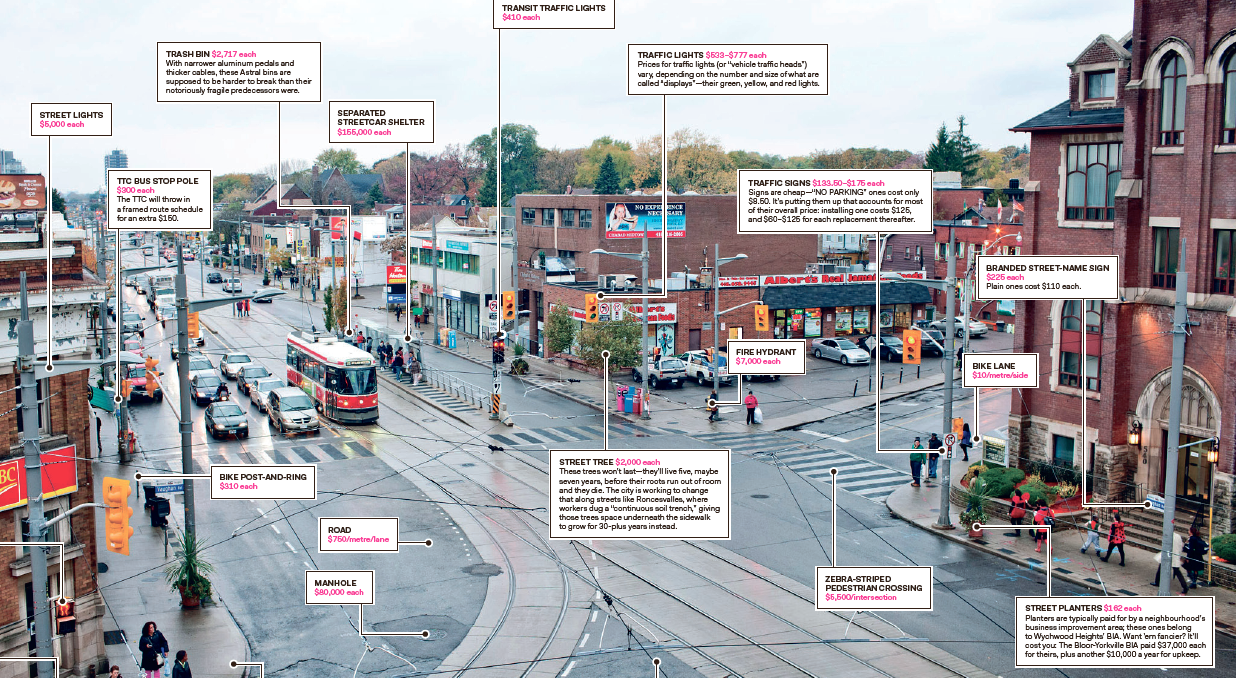 TRANSIT TRAFFIC LIGHTS
$410 each
TRASH BIN $2,717 each
With narrower aluminum pedals and
thicker cables, these Astral bins are
supposed to be harder to break than their
notoriously fragile predecessors were.
TRAFFIC LIGHTS $533–$777 each
Prices for traffic lights (or “vehicle traffic heads”)
vary, depending on the number and size of what are
called “displays”—their green, yellow, and red lights.
STREET LIGHTS
$5,000 each
SEPARATED
STREETCAR SHELTER
$155,000 each
TTC BUS STOP POLE
$300 each
The TTC will throw in
a framed route schedule
for an extra $150.
TRAFFIC SIGNS $133.50–$175 each
Signs are cheap—“NO PARKING” ones cost only
$8.50. It’s putting them up that accounts for most
of their overall price: installing one costs $125,
and $60–$125 for each replacement thereafter.
NO EXPERIENCE
NECESSARY
BRANDED STREET-NAME SIGN
$225 each
Plain ones cost $110 each.
Albert's Real Jamaican Foods
FIRE HYDRANT
$7,000 each
BIKE LANE
$10/metre/side
BC
STREET TREE $2,000 each
These trees won’t last—they’ll live five, maybe
seven years, before their roots run out of room
and they die. The city is working to change
that along streets like Roncesvalles, where
workers dug a “continuous soil trench,” giving
those trees space underneath the sidewalk
to grow for 30-plus years instead.
BIKE POST-AND-RING
$310 each
ROAD
$750/metre/lane
MANHOLE
$80,000 each
ZEBRA-STRIPED
PEDESTRIAN CROSSING
$5,500/intersection
STREET PLANTERS $162 each
Planters are typically paid for by a neighbourhood’s
business improvement area; these ones belong
to Wychwood Heights’ BIA. Want ’em fancier? It’ll
cost you: The Bloor-Yorkville BIA paid $37,000 each
for theirs, plus another $10,000 a year for upkeep.